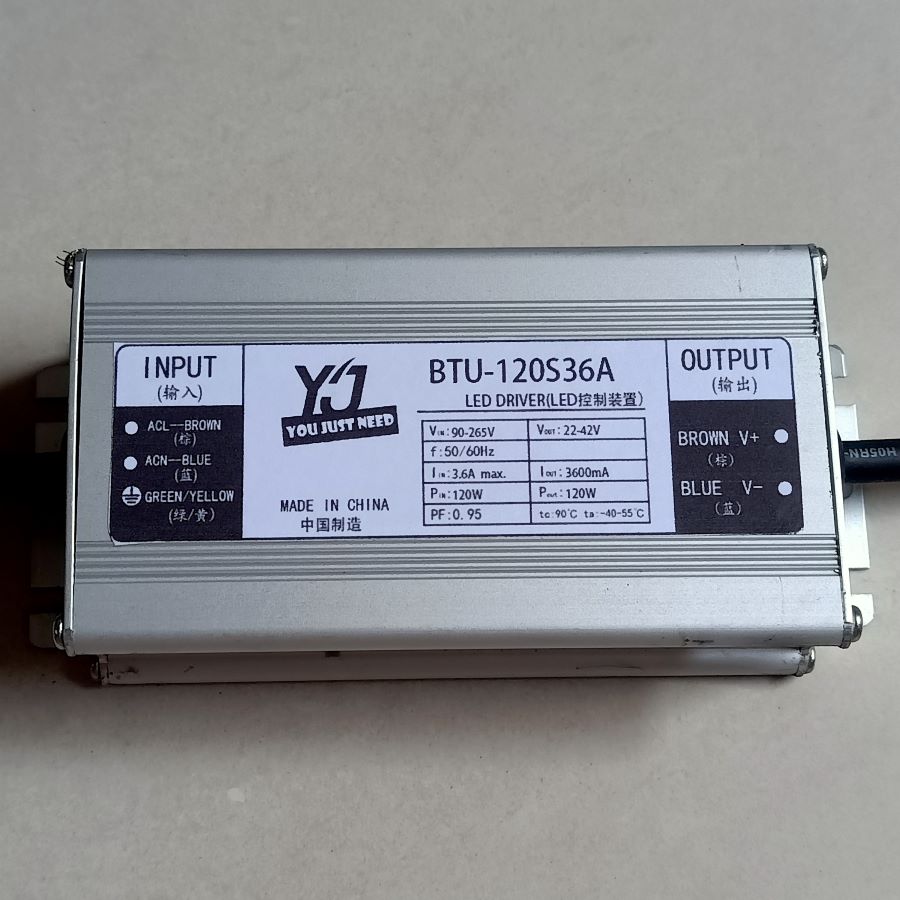 INPUT
(输入)
ACL--BROWN
(棕)
ACN--BLUE
(蓝)
GREEN/YELLOW
(绿/黄)
YJ
YOU JUST NEED
MADE IN CHINA
中国制造
BTU-120S36A
LED DRIVER(LED控制装置)
VIN:90-265V VOUT:22-42V
f:50/60Hz
IIN:3.6A max. IOUT:3600mA
PIN:120W POUT:120W
PF:0.95 tc:90℃ ta:-40-55℃
OUTPUT
(输出)
BROWN V+
(棕)
BLUE V-
(蓝)
H05RN-